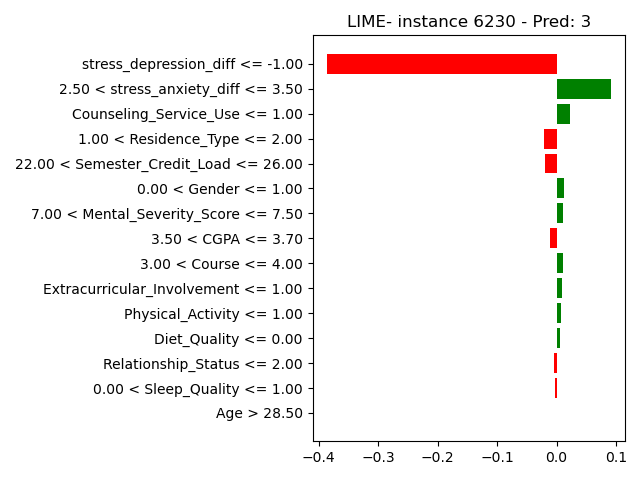 LIME- instance 6230 - Pred: 3
stress_depression_diff <= -1.00
2.50 < stress_anxiety_diff <= 3.50
Counseling_Service_Use <= 1.00
1.00 < Residence_Type <= 2.00
22.00 < Semester_Credit_Load <= 26.00
0.00 < Gender <= 1.00
7.00 < Mental_Severity_Score <= 7.50
3.50 < CGPA <= 3.70
3.00 < Course <= 4.00
Extracurricular_Involvement <= 1.00
Physical_Activity <= 1.00
Diet_Quality <= 0.00
Relationship_Status <= 2.00
0.00 < Sleep_Quality <= 1.00
Age > 28.50
−0.4 −0.3 −0.2 −0.1 0.0 0.1